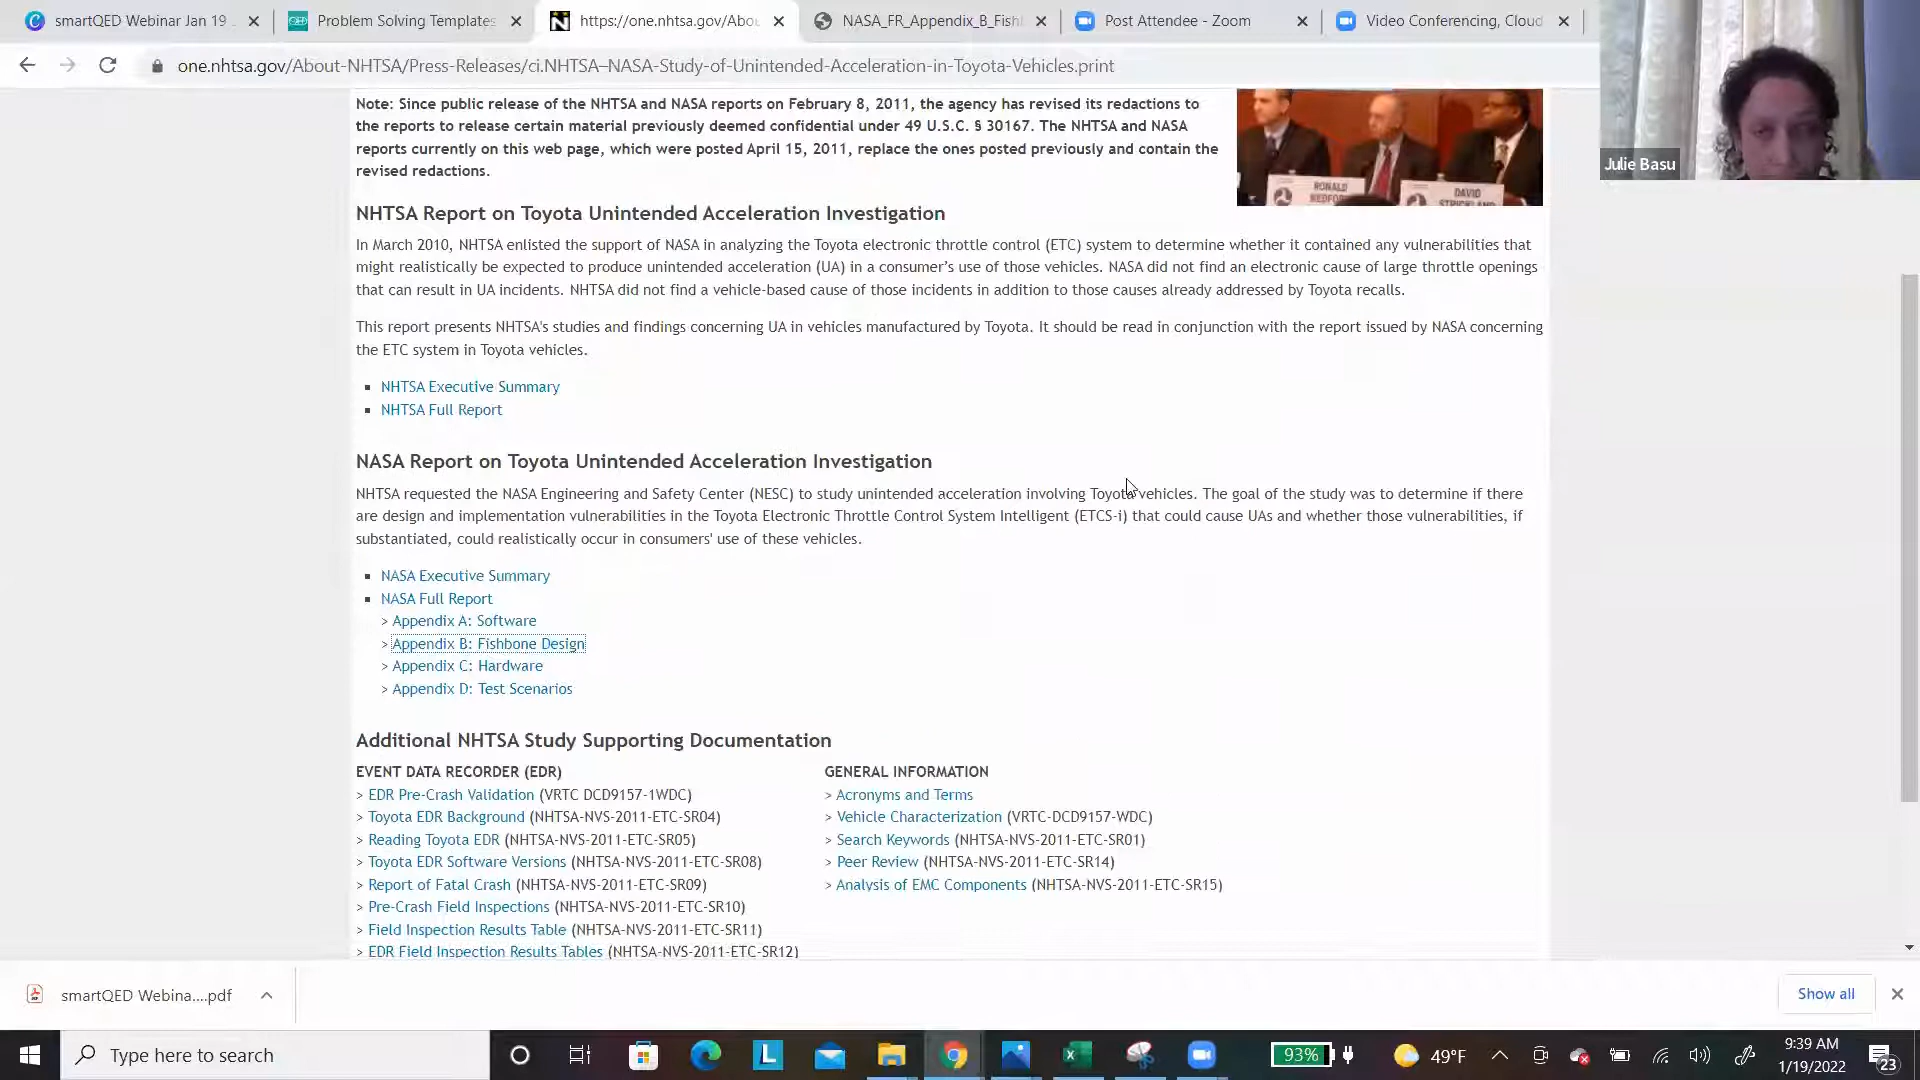 smartQED Webinar Jan 19
Problem Solving Templates
https://one.nhtsa.gov/Abou
NASA_FR_Appendix_B_Fish
Post Attendee - Zoom
Video Conferencing, Cloud
one.nhtsa.gov/About-NHTSA/Press-Releases/ci.NHTSA–NASA-Study-of-Unintended-Acceleration-in-Toyota-Vehicles.print
Julie Basu
Note: Since public release of the NHTSA and NASA reports on February 8, 2011, the agency has revised its redactions to
the reports to release certain material previously deemed confidential under 49 U.S.C. § 30167. The NHTSA and NASA
reports currently on this web page, which were posted April 15, 2011, replace the ones posted previously and contain the
revised redactions.
RONALD
MEDFORD
DAVID
STRICKLAND
NHTSA Report on Toyota Unintended Acceleration Investigation
In March 2010, NHTSA enlisted the support of NASA in analyzing the Toyota electronic throttle control (ETC) system to determine whether it contained any vulnerabilities that
might realistically be expected to produce unintended acceleration (UA) in a consumer’s use of those vehicles. NASA did not find an electronic cause of large throttle openings
that can result in UA incidents. NHTSA did not find a vehicle-based cause of those incidents in addition to those causes already addressed by Toyota recalls.
This report presents NHTSA's studies and findings concerning UA in vehicles manufactured by Toyota. It should be read in conjunction with the report issued by NASA concerning
the ETC system in Toyota vehicles.
NHTSA Executive Summary
NHTSA Full Report
NASA Report on Toyota Unintended Acceleration Investigation
NHTSA requested the NASA Engineering and Safety Center (NESC) to study unintended acceleration involving Toyota vehicles. The goal of the study was to determine if there
are design and implementation vulnerabilities in the Toyota Electronic Throttle Control System Intelligent (ETCS-i) that could cause UAs and whether those vulnerabilities, if
substantiated, could realistically occur in consumers' use of these vehicles.
NASA Executive Summary
NASA Full Report
> Appendix A: Software
> Appendix B: Fishbone Design
> Appendix C: Hardware
> Appendix D: Test Scenarios
Additional NHTSA Study Supporting Documentation
EVENT DATA RECORDER (EDR)
> EDR Pre-Crash Validation (VRTC DCD9157-1WDC)
> Toyota EDR Background (NHTSA-NVS-2011-ETC-SR04)
> Reading Toyota EDR (NHTSA-NVS-2011-ETC-SR05)
> Toyota EDR Software Versions (NHTSA-NVS-2011-ETC-SR08)
> Report of Fatal Crash (NHTSA-NVS-2011-ETC-SR09)
> Pre-Crash Field Inspections (NHTSA-NVS-2011-ETC-SR10)
> Field Inspection Results Table (NHTSA-NVS-2011-ETC-SR11)
> EDR Field Inspection Results Tables (NHTSA-NVS-2011-ETC-SR12)
GENERAL INFORMATION
> Acronyms and Terms
> Vehicle Characterization (VRTC-DCD9157-WDC)
> Search Keywords (NHTSA-NVS-2011-ETC-SR01)
> Peer Review (NHTSA-NVS-2011-ETC-SR14)
> Analysis of EMC Components (NHTSA-NVS-2011-ETC-SR15)
smartQED Webina....pdf
Show all
Type here to search
L
93%
49°F
9:39 AM
1/19/2022
23